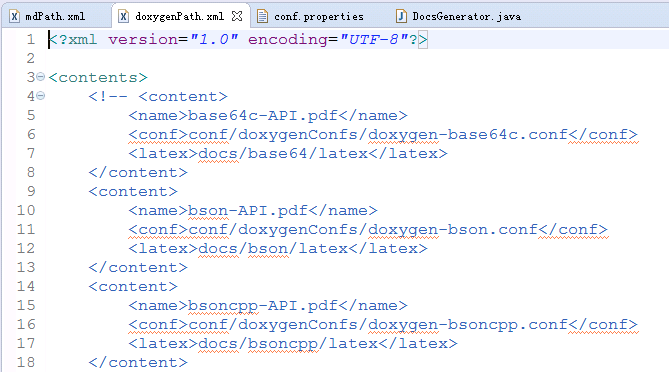 mdPath.xml doxygenPath.xml conf.properties DocsGenerator.java
1 <?xml version="1.0" encoding="UTF-8"?>
2
3 <contents>
4 <!-- <content>
5 <name>base64c-API.pdf</name>
6 <conf>conf/doxygenConfs/doxygen-base64c.conf</conf>
7 <latex>docs/base64/latex</latex>
8 </content>
9 <content>
10 <name>bson-API.pdf</name>
11 <conf>conf/doxygenConfs/doxygen-bson.conf</conf>
12 <latex>docs/bson/latex</latex>
13 </content>
14 <content>
15 <name>bsoncpp-API.pdf</name>
16 <conf>conf/doxygenConfs/doxygen-bsoncpp.conf</conf>
17 <latex>docs/bsoncpp/latex</latex>
18 </content>